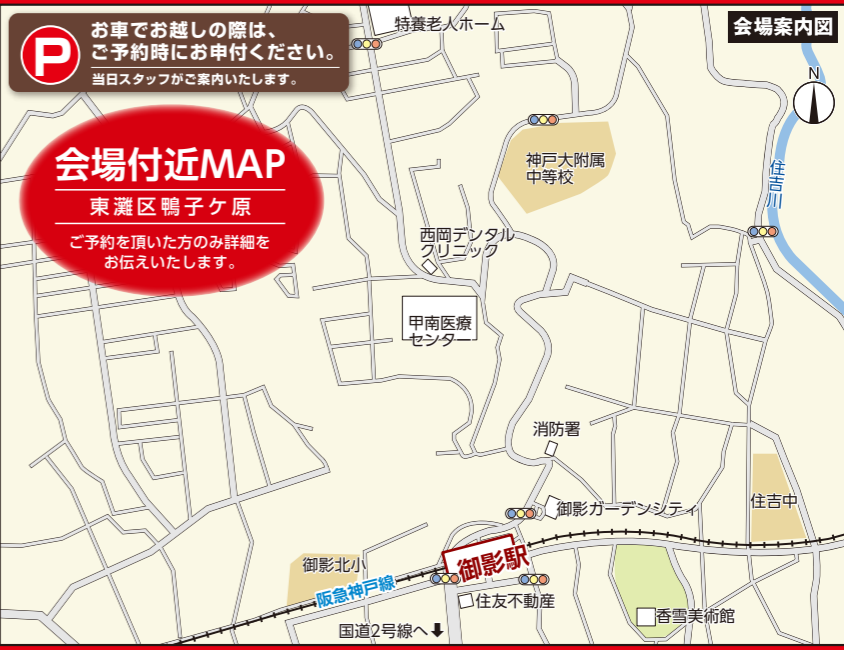 P
お車でお越しの際は、
ご予約時にお申付ください。
当日スタッフがご案内いたします。
特養老人ホーム
会場案内図
N
会場付近MAP
東灘区鴨子ケ原
ご予約を頂いた方のみ詳細を
お伝えいたします。
神戸大附属
中等校
住吉川
西岡デンタル
クリニック
甲南医療
センター
消防署
御影ガーデンシティ
住吉中
御影北小
御影駅
阪急神戸線
住友不動産
香雪美術館
国道2号線へ⬇